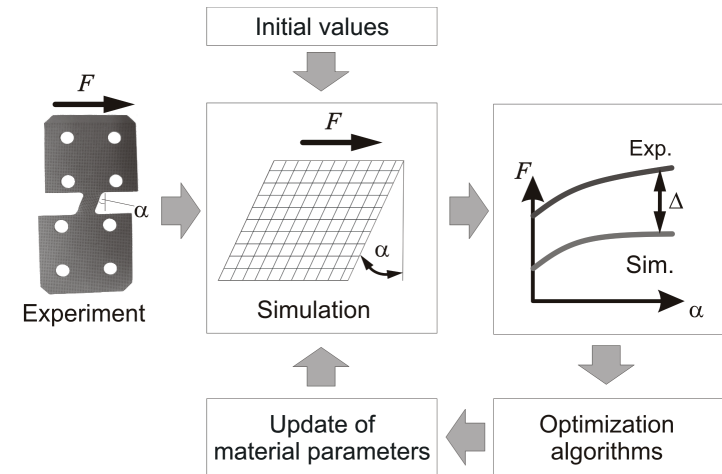 Initial values
F
α
Experiment
F
α
Simulation
F
Exp.
Δ
Sim.
α
Update of
material parameters
Optimization
algorithms